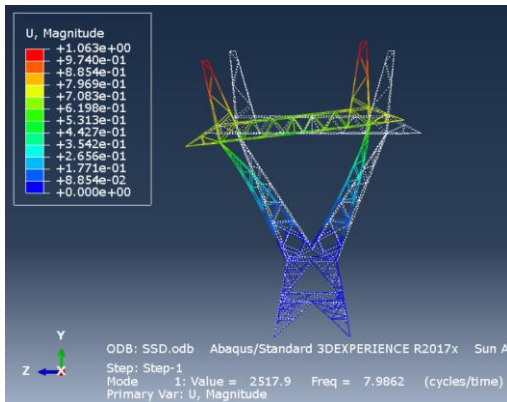 U, Magnitude
+1.063e+00
+9.740e-01
+8.854e-01
+7.969e-01
+7.083e-01
+6.198e-01
+5.313e-01
+4.427e-01
+3.542e-01
+2.656e-01
+1.771e-01
+8.854e-02
+0.000e+00
Y
Z
X
ODB: SSD.odb Abaqus/Standard 3DEXPERIENCE R2017x Sun A
Step: Step-1
Mode 1: Value = 2517.9 Freq = 7.9862 (cycles/time)
Primary Var: U, Magnitude